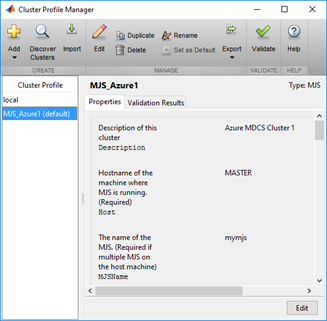 Cluster Profile Manager
Add
Discover
Clusters
Import
Edit
Duplicate
Delete
Rename
Set as Default
Export
Validate
Help
CREATE
MANAGE
VALIDATE
HELP
Cluster Profile
local
MJS_Azure1 (default)
MJS_Azure1
Type: MJS
Properties
Validation Results
Description of this
cluster
Description
Azure MDCS Cluster 1
Hostname of the
machine where
MJS is running.
(Required)
Host
MASTER
The name of the
MJS. (Required if
multiple MJS on
the host machine)
MJSName
mymjs
Edit